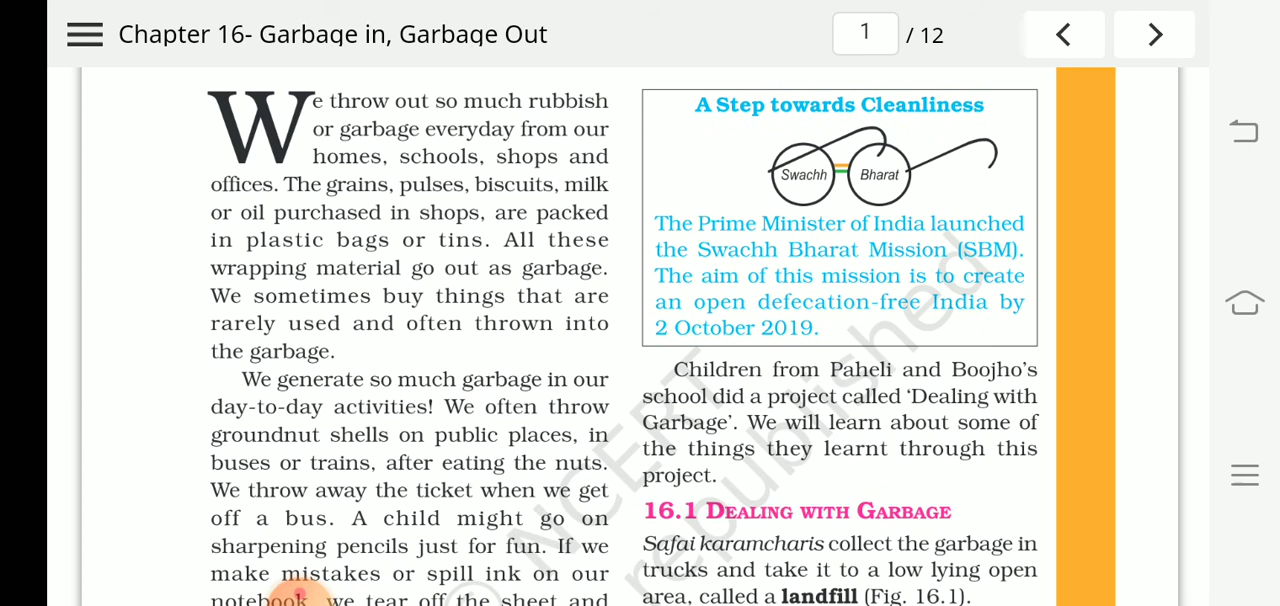 Chapter 16- Garbage in, Garbage Out
1 / 12
We throw out so much rubbish
or garbage everyday from our
homes, schools, shops and
offices. The grains, pulses, biscuits, milk
or oil purchased in shops, are packed
in plastic bags or tins. All these
wrapping material go out as garbage.
We sometimes buy things that are
rarely used and often thrown into
the garbage.
We generate so much garbage in our
day-to-day activities! We often throw
groundnut shells on public places, in
buses or trains, after eating the nuts.
We throw away the ticket when we get
off a bus. A child might go on
sharpening pencils just for fun. If we
make mistakes or spill ink on our
notebook, we tear off the sheet and
A Step towards Cleanliness
Swachh Bharat
The Prime Minister of India launched
the Swachh Bharat Mission (SBM).
The aim of this mission is to create
an open defecation-free India by
2 October 2019.
Children from Paheli and Boojho's
school did a project called 'Dealing with
Garbage'. We will learn about some of
the things they learnt through this
project.
16.1 DEALING WITH GARBAGE
Safai karamcharis collect the garbage in
trucks and take it to a low lying open
area, called a landfill (Fig. 16.1).
NCERT
republished